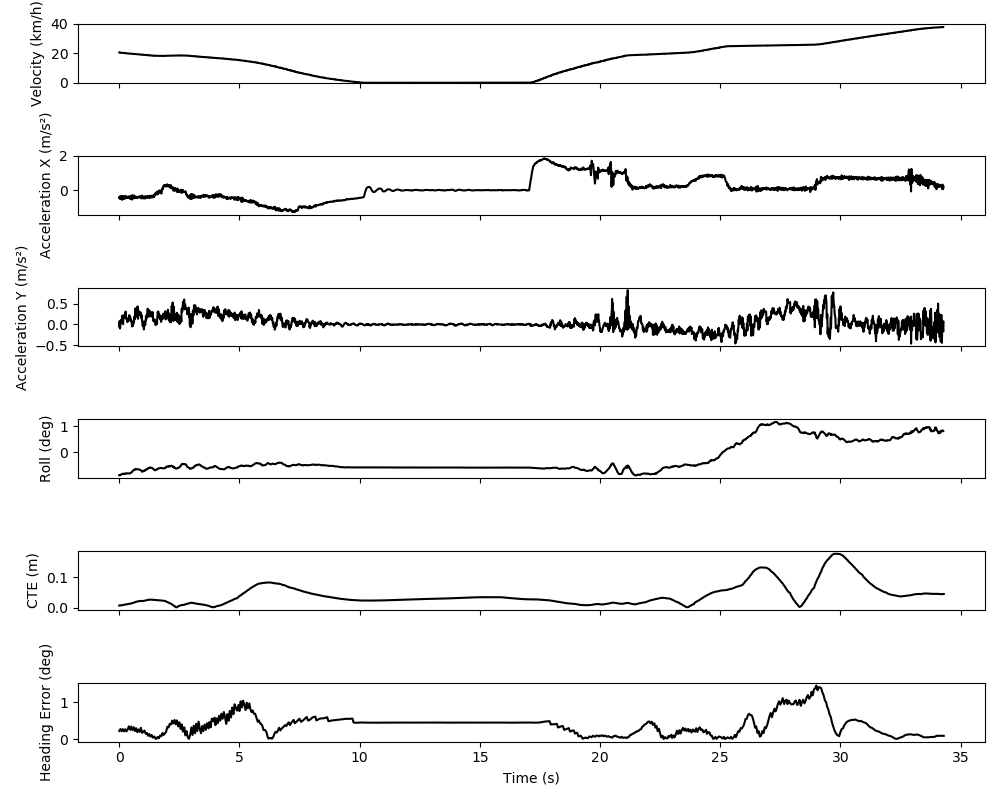 Velocity (km/h)
40
20
0
Acceleration X (m/s²)
2
0
Acceleration Y (m/s²)
0.5
0.0
−0.5
Roll (deg)
1
0
CTE (m)
0.1
0.0
Heading Error (deg)
1
0
0 5 10 15 20 25 30 35
Time (s)